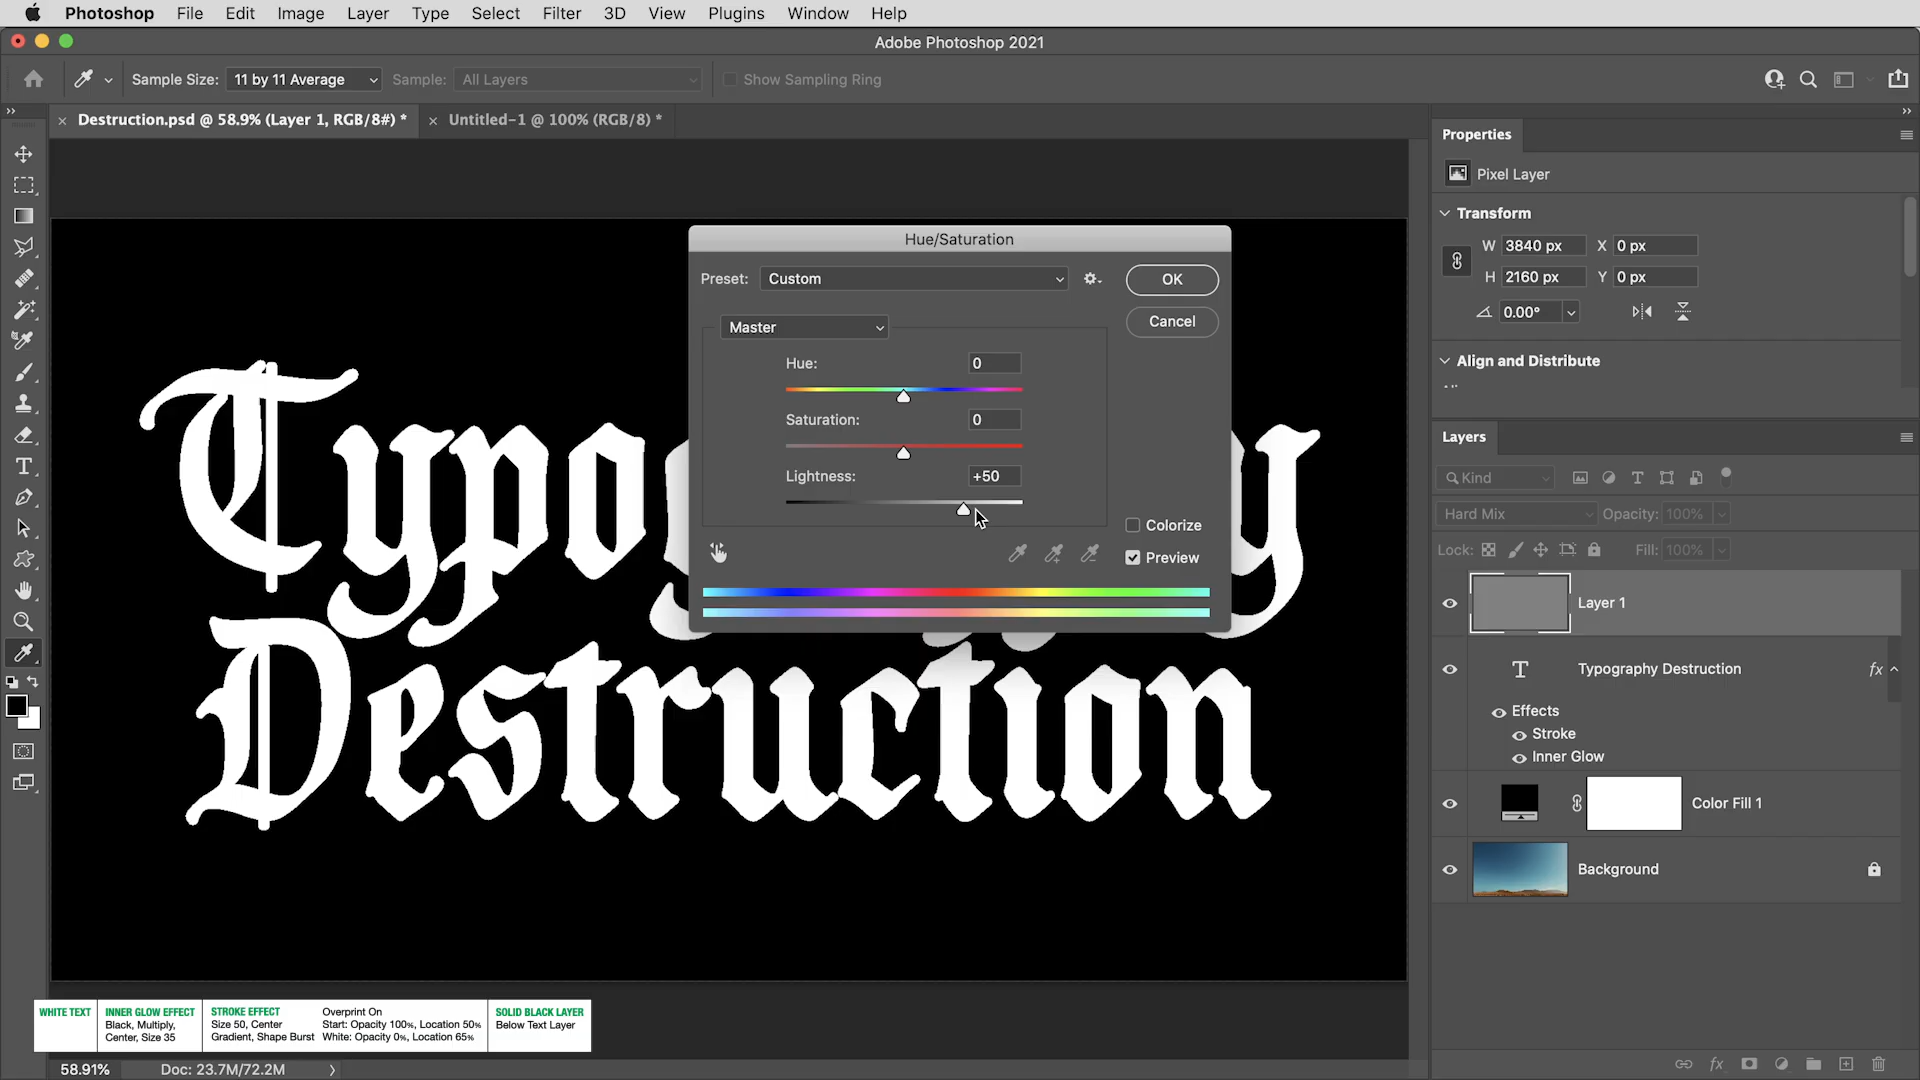 Photoshop File Edit Image Layer Type Select Filter 3D View Plugins Window Help
Adobe Photoshop 2021
Sample Size: 11 by 11 Average Sample: All Layers Show Sampling Ring
Destruction.psd @ 58.9% (Layer 1, RGB/8#) * Untitled-1 @ 100% (RGB/8) *
Properties
Pixel Layer
Transform
W 3840 px X 0 px
H 2160 px Y 0 px
0.00°
Align and Distribute
Hue/Saturation
Preset: Custom
OK
Cancel
Master
Hue: 0
Saturation: 0
Lightness: +50
Colorize
Preview
Destruction
Layers
Kind
Hard Mix Opacity: 100%
Lock: Fill: 100%
Layer 1
Typography Destruction fx
Effects
Stroke
Inner Glow
Color Fill 1
Background
WHITE TEXT
INNER GLOW EFFECT
Black, Multiply,
Center, Size 35
STROKE EFFECT
Size 50, Center
Gradient, Shape Burst
Overprint On
Start: Opacity 100%, Location 50%
White: Opacity 0%, Location 65%
SOLID BLACK LAYER
Below Text Layer
58.91% Doc: 23.7M/72.2M
fx